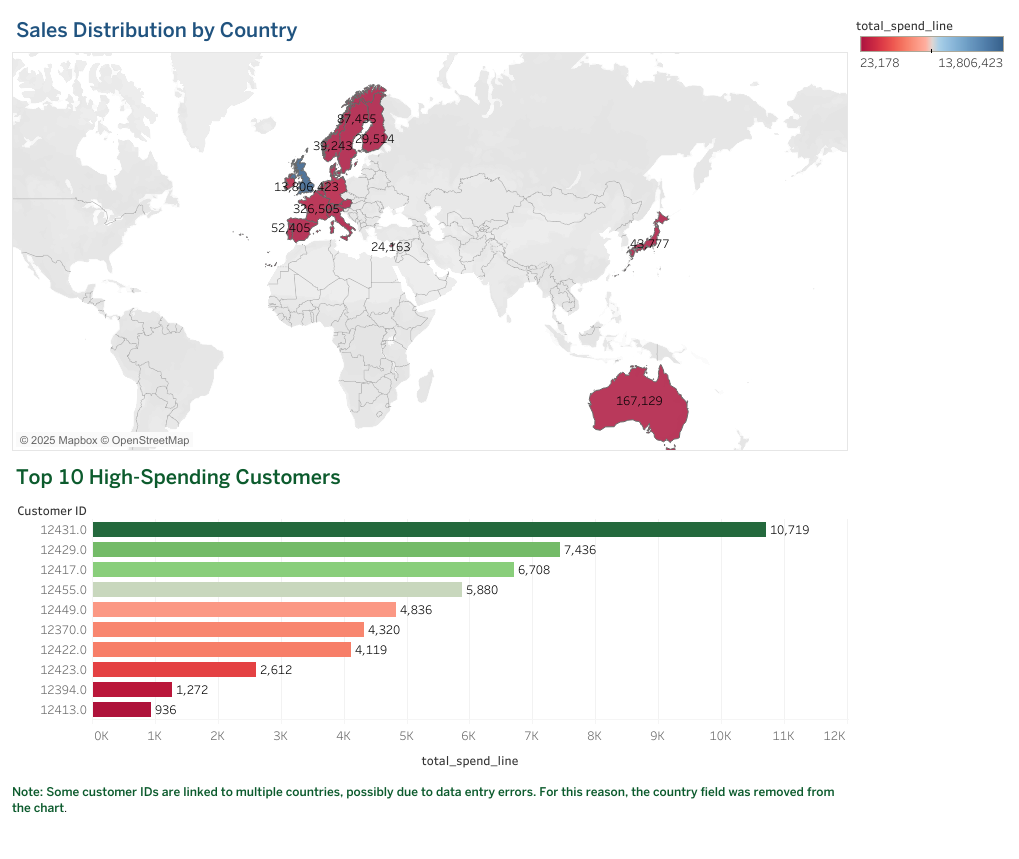 Sales Distribution by Country
total_spend_line
23,178 13,806,423
87,455
39,243 29,514
13,806,423
326,505
52,405
24,163
43,777
167,129
© 2025 Mapbox © OpenStreetMap
Top 10 High-Spending Customers
Customer ID
12431.0 10,719
12429.0 7,436
12417.0 6,708
12455.0 5,880
12449.0 4,836
12370.0 4,320
12422.0 4,119
12423.0 2,612
12394.0 1,272
12413.0 936
0K 1K 2K 3K 4K 5K 6K 7K 8K 9K 10K 11K 12K
total_spend_line
Note: Some customer IDs are linked to multiple countries, possibly due to data entry errors. For this reason, the country field was removed from
the chart.